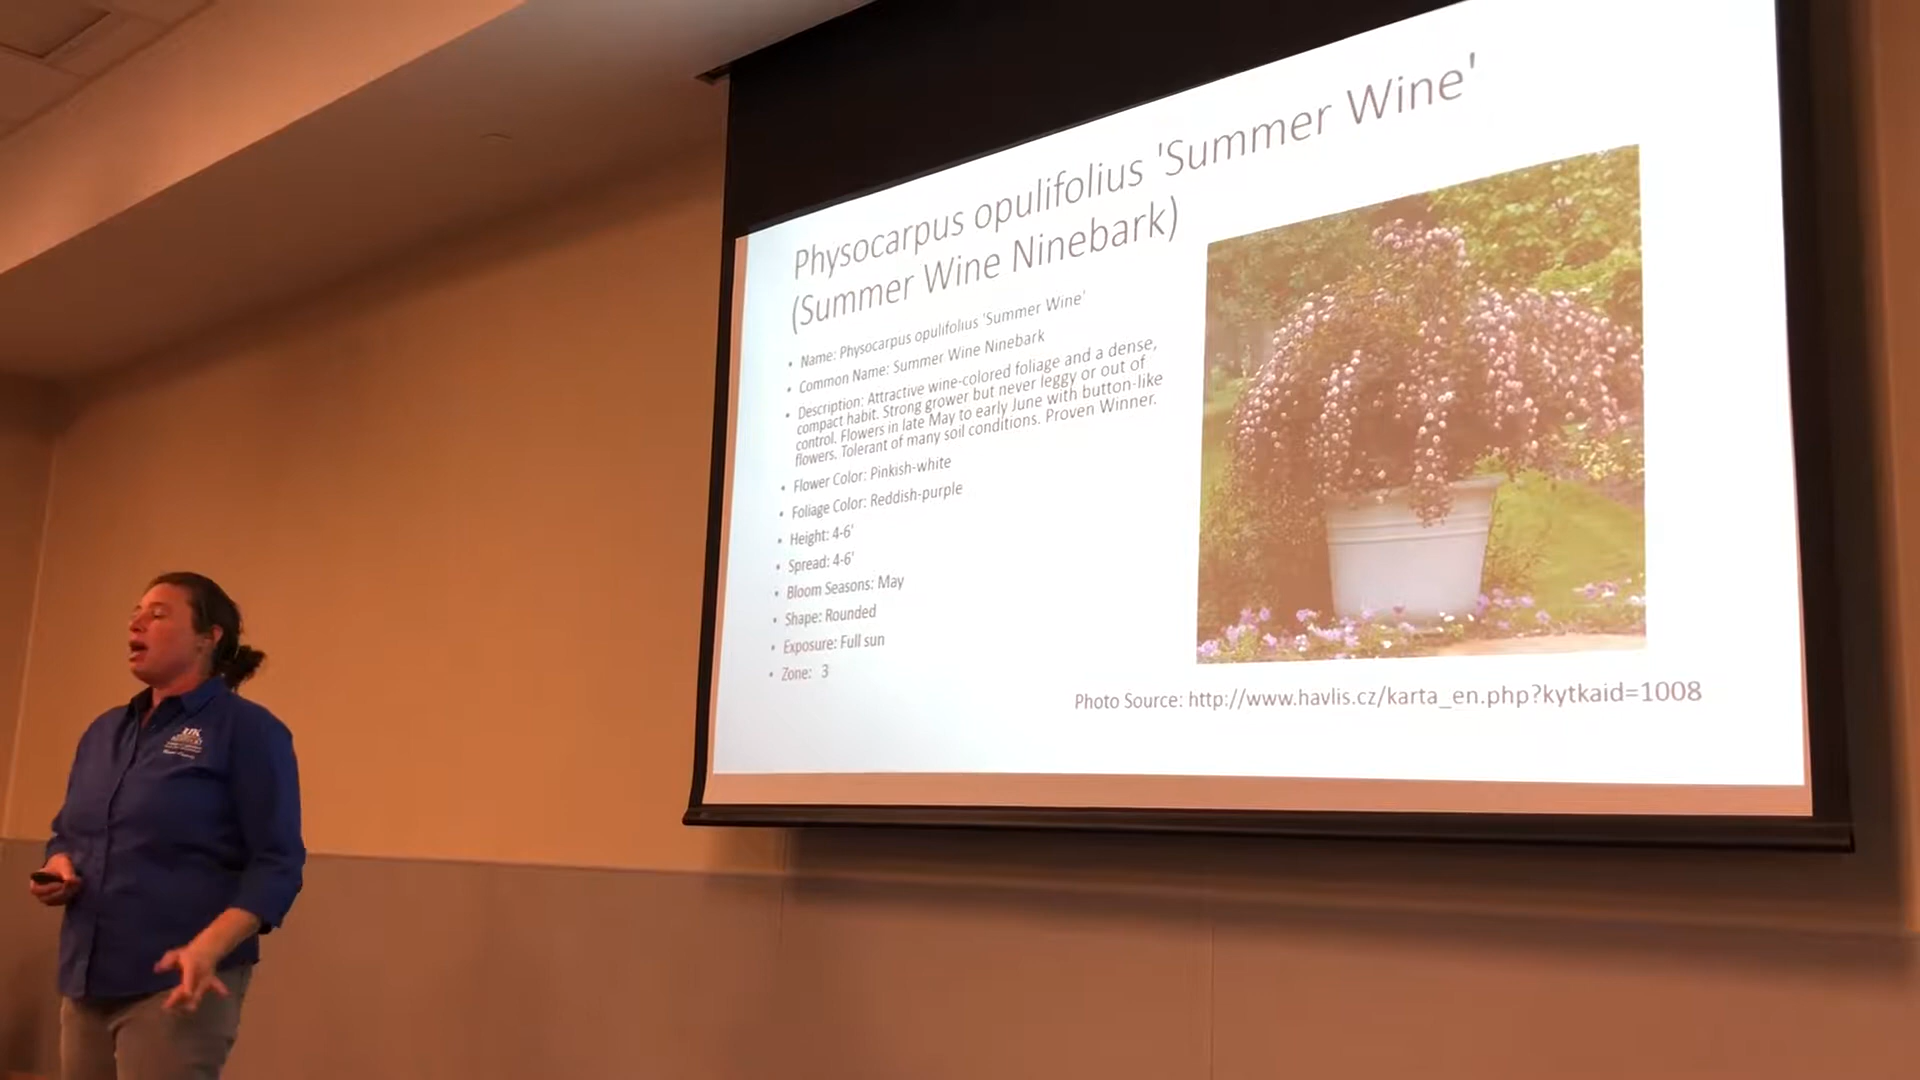 Physocarpus opulifolius 'Summer Wine'
(Summer Wine Ninebark)
• Name: Physocarpus opulifolius 'Summer Wine'
• Common Name: Summer Wine Ninebark
• Description: Attractive wine-colored foliage and a dense,
compact habit. Strong grower but never leggy or out of
control. Flowers in late May to early June with button-like
flowers. Tolerant of many soil conditions. Proven Winner.
• Flower Color: Pinkish-white
• Foliage Color: Reddish-purple
• Height: 4-6'
• Spread: 4-6'
• Bloom Seasons: May
• Shape: Rounded
• Exposure: Full sun
• Zone: 3
Photo Source: http://www.havlis.cz/karta_en.php?kytkaid=1008
UK